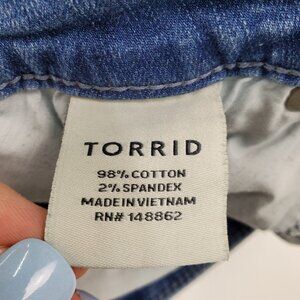 TORRID
98% COTTON
2% SPANDEX
MADE IN VIETNAM
RN# 148862